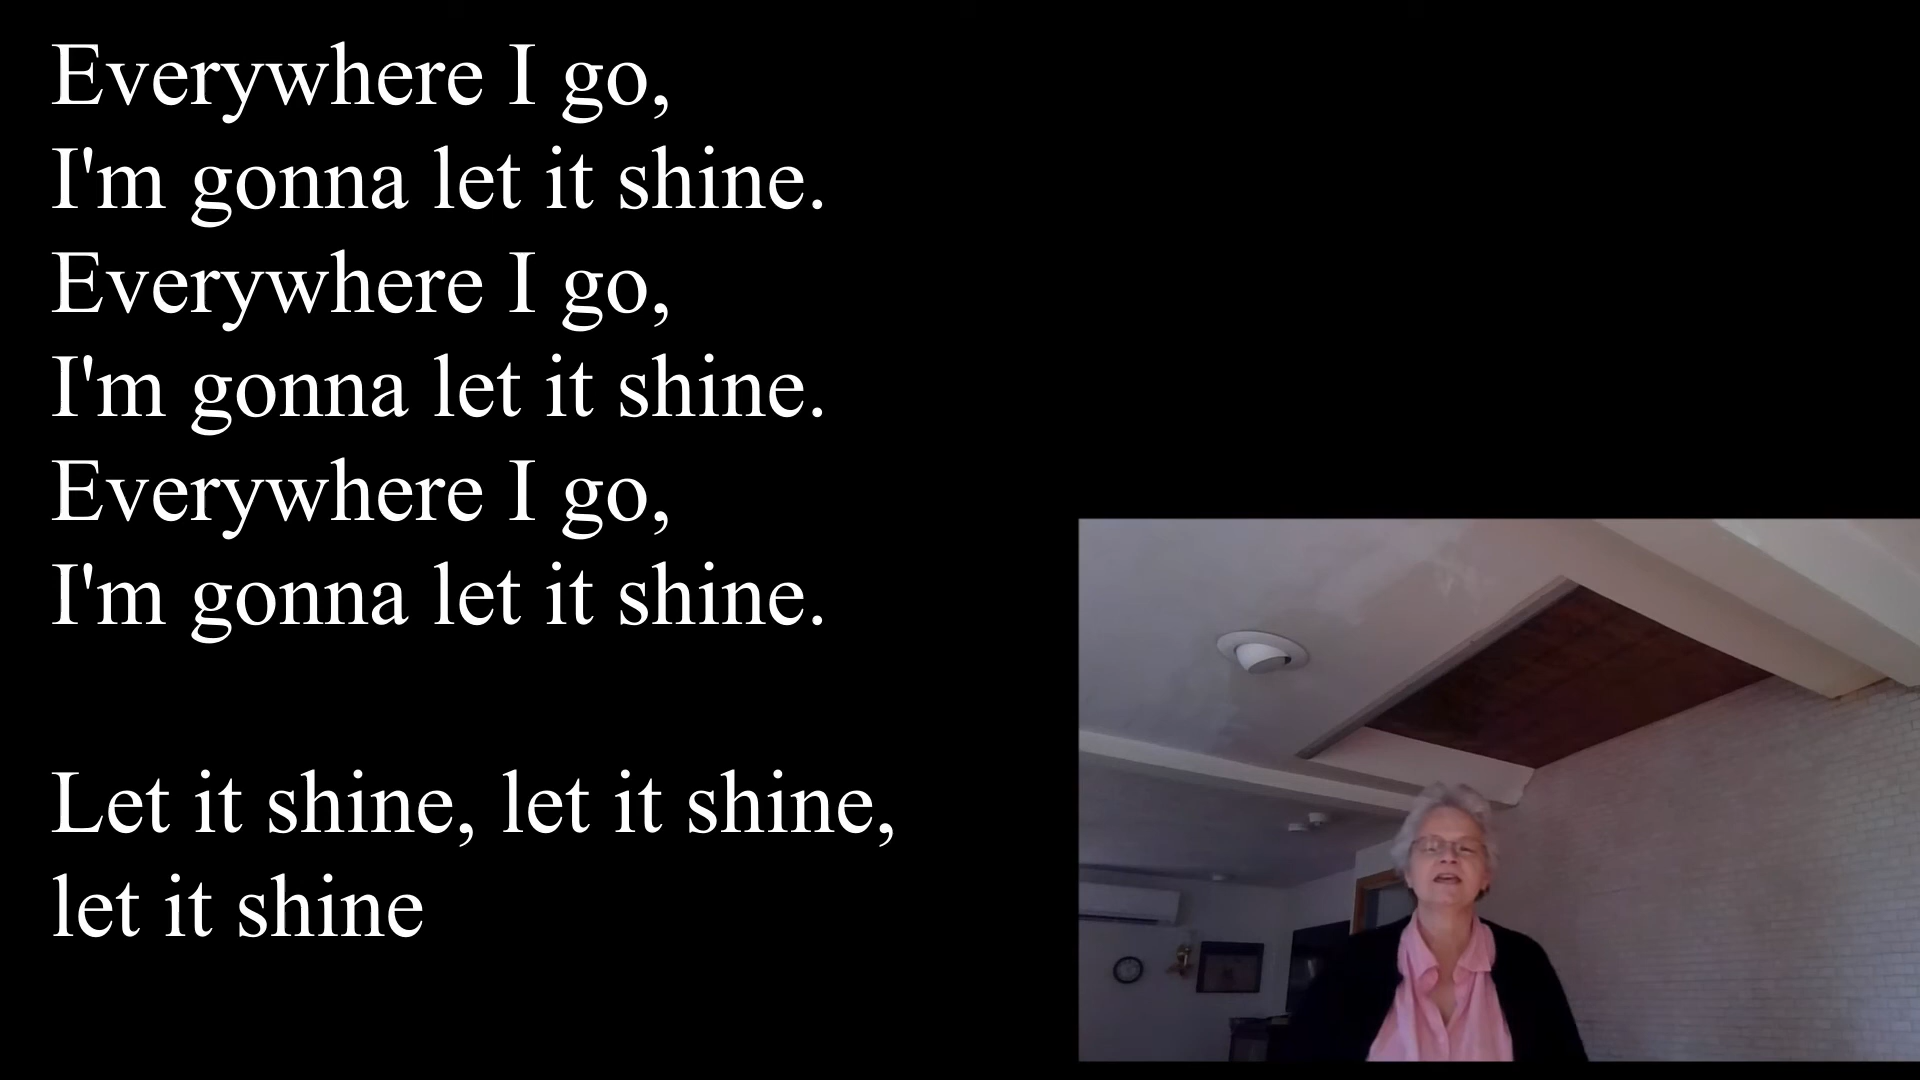 Everywhere I go,
I'm gonna let it shine.
Everywhere I go,
I'm gonna let it shine.
Everywhere I go,
I'm gonna let it shine.
Let it shine, let it shine,
let it shine